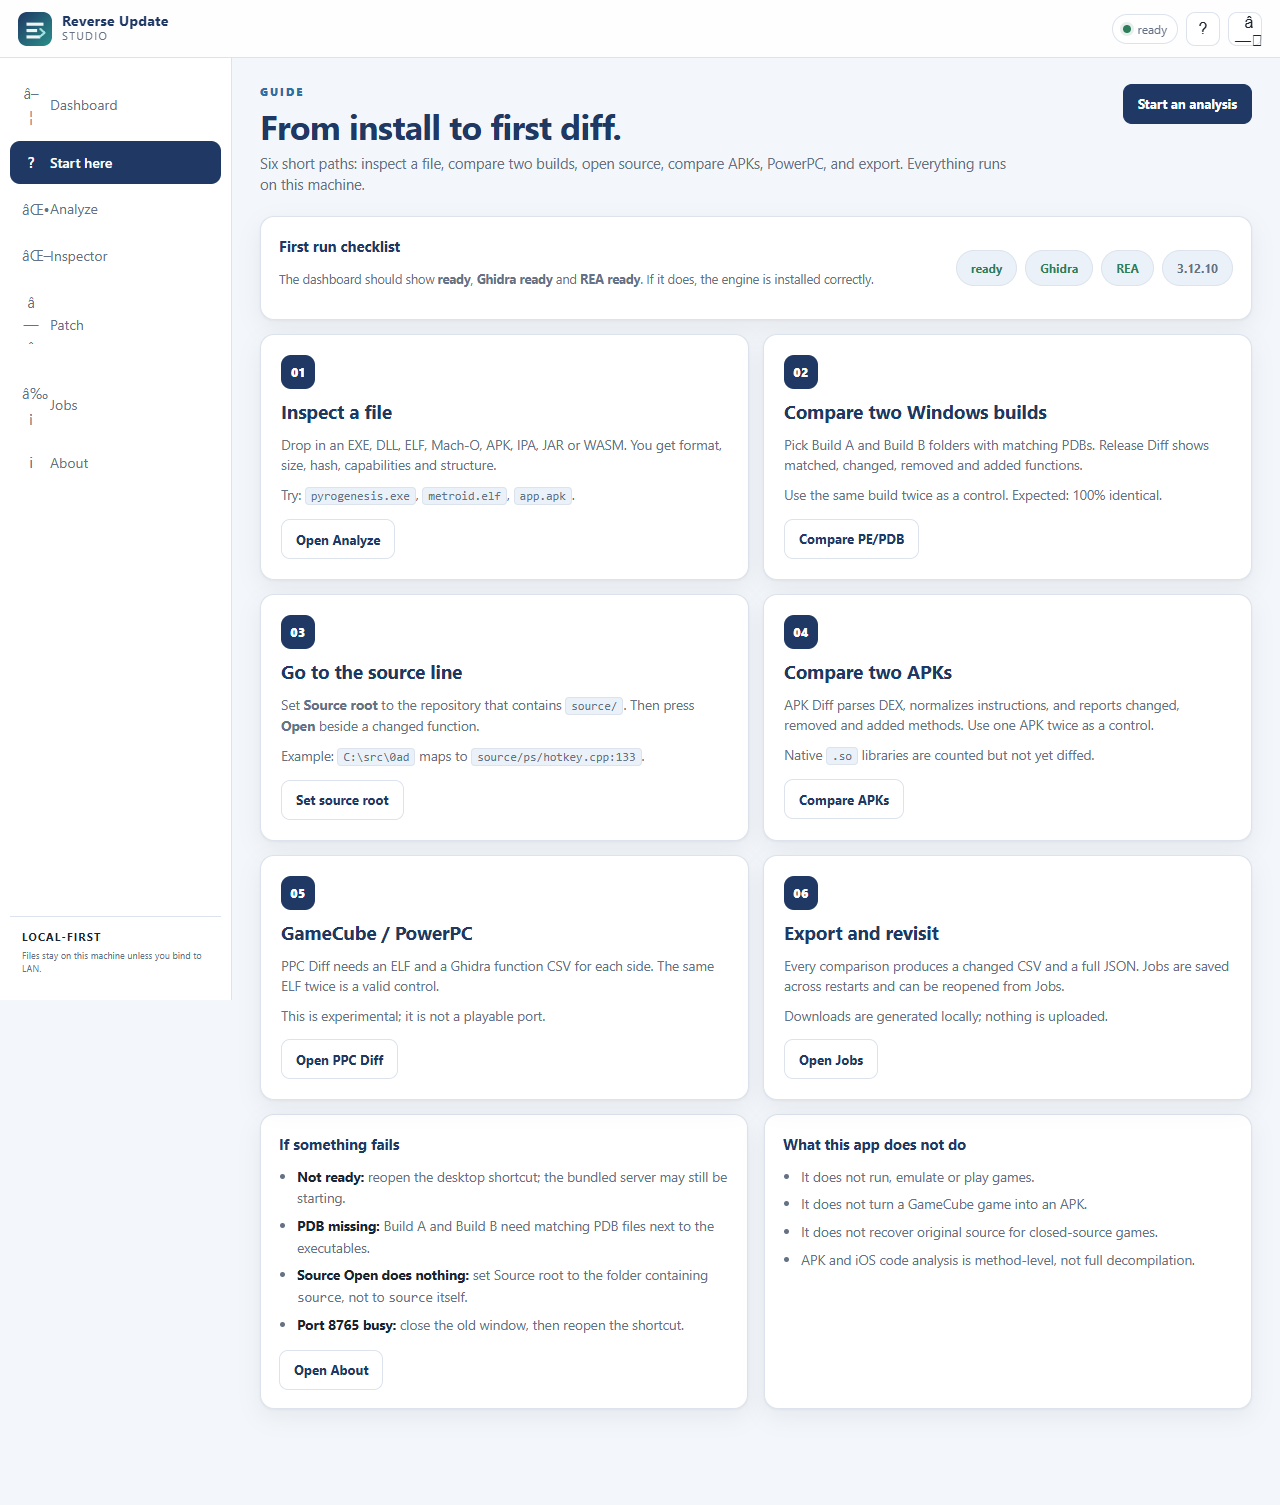 Reverse Update
STUDIO
ready
?
â
—□
â–
¦
Dashboard
? Start here
âŒ•Analyze
âŒ–Inspector
â
—
Patch
â‰
¡
Jobs
i About
LOCAL-FIRST
Files stay on this machine unless you bind to
LAN.
GUIDE
From install to first diff.
Six short paths: inspect a file, compare two builds, open source, compare APKs, PowerPC, and export. Everything runs
on this machine.
Start an analysis
First run checklist
The dashboard should show ready, Ghidra ready and REA ready. If it does, the engine is installed correctly.
ready Ghidra REA 3.12.10
01
Inspect a file
Drop in an EXE, DLL, ELF, Mach-O, APK, IPA, JAR or WASM. You get format,
size, hash, capabilities and structure.
Try: pyrogenesis.exe, metroid.elf, app.apk.
Open Analyze
02
Compare two Windows builds
Pick Build A and Build B folders with matching PDBs. Release Diff shows
matched, changed, removed and added functions.
Use the same build twice as a control. Expected: 100% identical.
Compare PE/PDB
03
Go to the source line
Set Source root to the repository that contains source/. Then press
Open beside a changed function.
Example: C:\src\0ad maps to source/ps/hotkey.cpp:133.
Set source root
04
Compare two APKs
APK Diff parses DEX, normalizes instructions, and reports changed,
removed and added methods. Use one APK twice as a control.
Native .so libraries are counted but not yet diffed.
Compare APKs
05
GameCube / PowerPC
PPC Diff needs an ELF and a Ghidra function CSV for each side. The same
ELF twice is a valid control.
This is experimental; it is not a playable port.
Open PPC Diff
06
Export and revisit
Every comparison produces a changed CSV and a full JSON. Jobs are saved
across restarts and can be reopened from Jobs.
Downloads are generated locally; nothing is uploaded.
Open Jobs
If something fails
• Not ready: reopen the desktop shortcut; the bundled server may still be
starting.
• PDB missing: Build A and Build B need matching PDB files next to the
executables.
• Source Open does nothing: set Source root to the folder containing
source, not to source itself.
• Port 8765 busy: close the old window, then reopen the shortcut.
Open About
What this app does not do
• It does not run, emulate or play games.
• It does not turn a GameCube game into an APK.
• It does not recover original source for closed-source games.
• APK and iOS code analysis is method-level, not full decompilation.